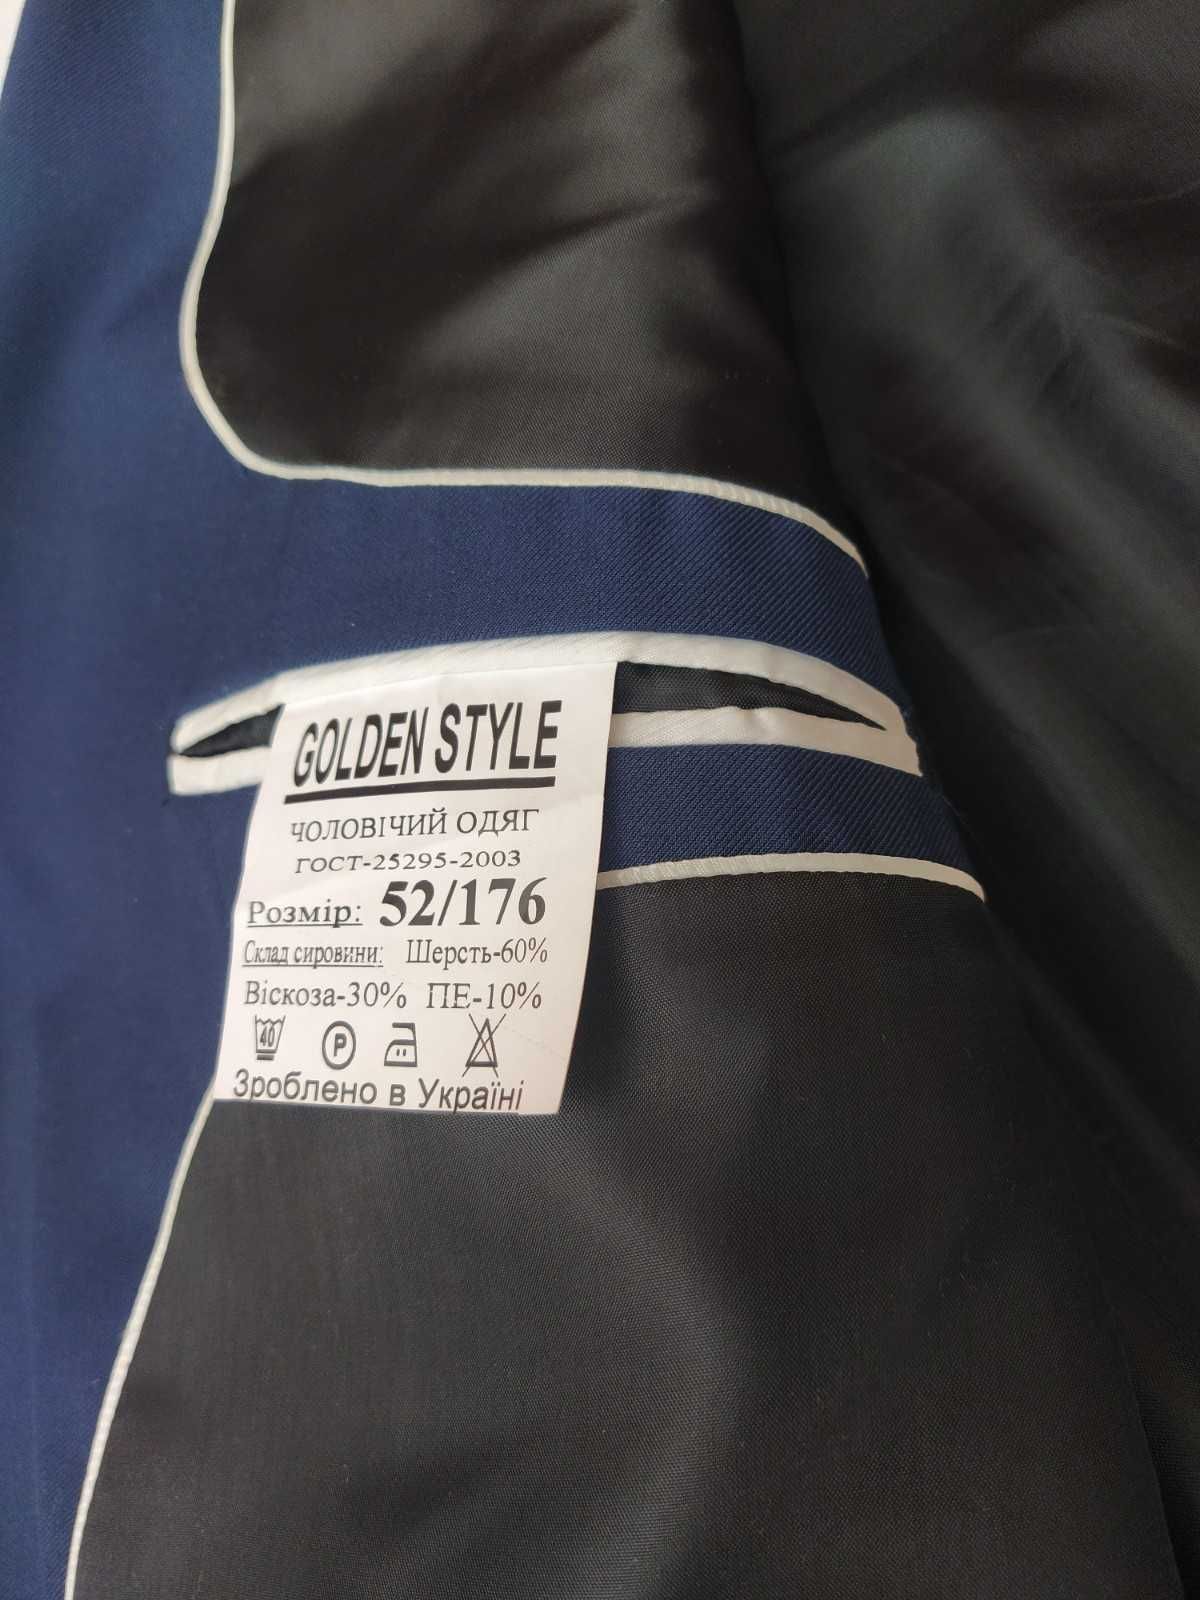 GOLDEN STYLE
ЧОЛОВІЧИЙ ОДЯГ
ГОСТ-25295-2003
Розмір: 52/176
Склад сировини: Шерсть-60%
Віскоза-30% ПЕ-10%
40 P
Зроблено в Україні